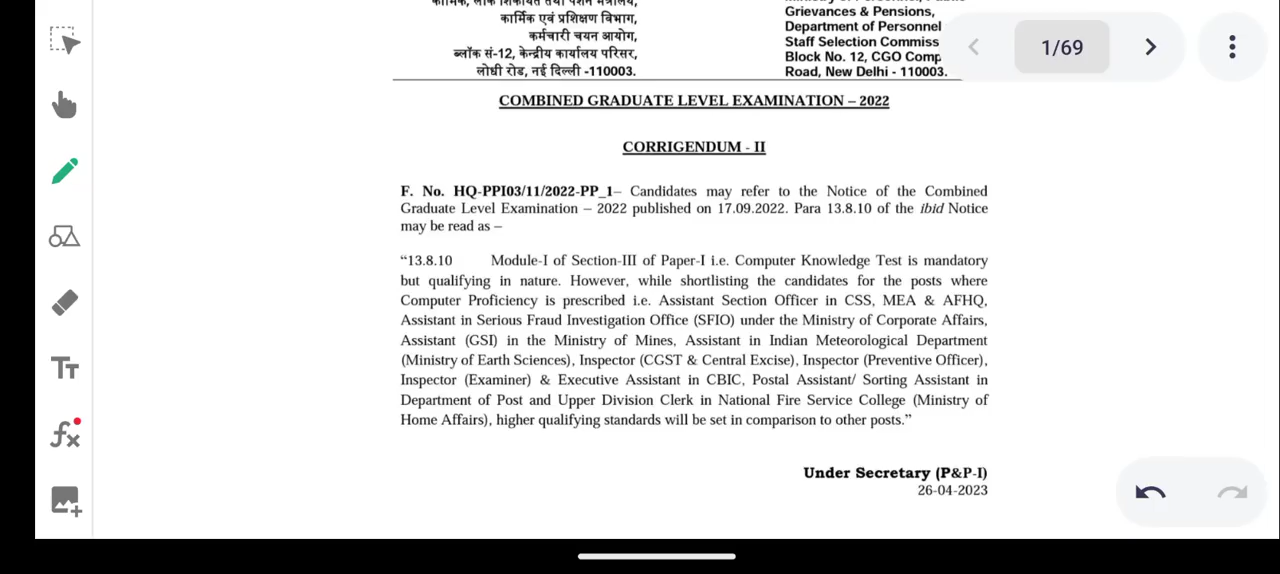 कार्मिक एवं प्रशिक्षण विभाग,
कर्मचारी चयन आयोग,
ब्लॉक सं-12, केन्द्रीय कार्यालय परिसर,
लोधी रोड, नई दिल्ली -110003.
Grievances & Pensions,
Department of Personnel
Staff Selection Commiss
Block No. 12, CGO Comp
Road, New Delhi - 110003.
1/69
COMBINED GRADUATE LEVEL EXAMINATION – 2022
CORRIGENDUM - II
F. No. HQ-PPI03/11/2022-PP_1– Candidates may refer to the Notice of the Combined
Graduate Level Examination – 2022 published on 17.09.2022. Para 13.8.10 of the ibid Notice
may be read as –
“13.8.10 Module-I of Section-III of Paper-I i.e. Computer Knowledge Test is mandatory
but qualifying in nature. However, while shortlisting the candidates for the posts where
Computer Proficiency is prescribed i.e. Assistant Section Officer in CSS, MEA & AFHQ,
Assistant in Serious Fraud Investigation Office (SFIO) under the Ministry of Corporate Affairs,
Assistant (GSI) in the Ministry of Mines, Assistant in Indian Meteorological Department
(Ministry of Earth Sciences), Inspector (CGST & Central Excise), Inspector (Preventive Officer),
Inspector (Examiner) & Executive Assistant in CBIC, Postal Assistant/ Sorting Assistant in
Department of Post and Upper Division Clerk in National Fire Service College (Ministry of
Home Affairs), higher qualifying standards will be set in comparison to other posts.”
Under Secretary (P&P-I)
26-04-2023
TT
fx